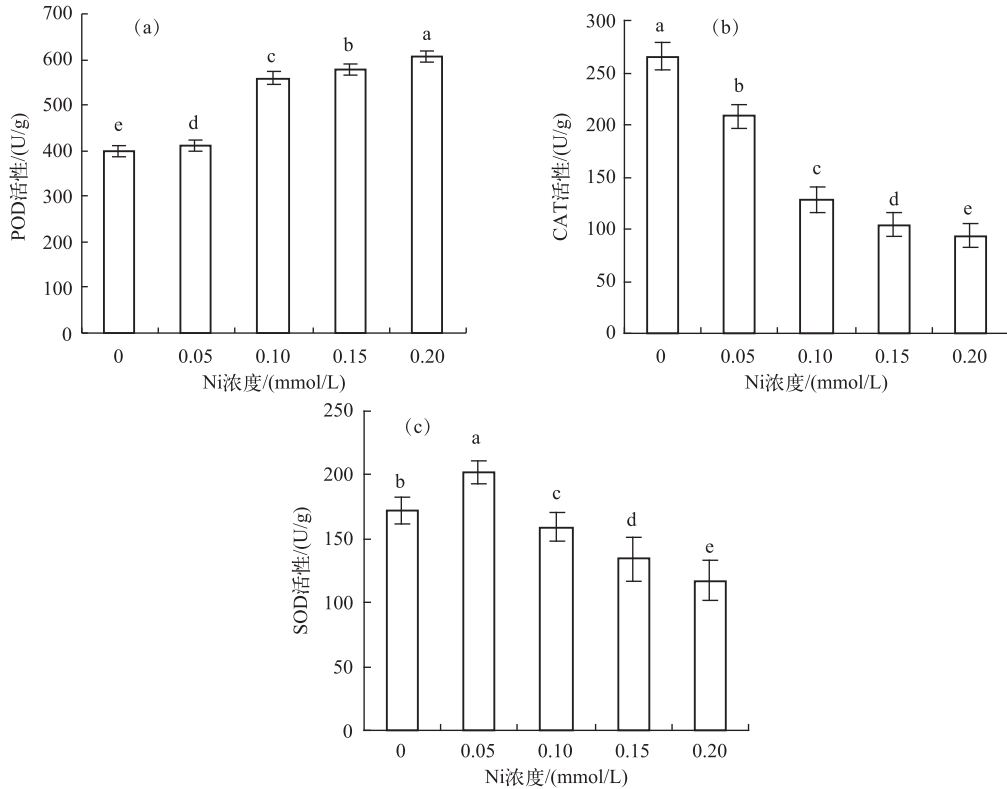 (a)
POD活性/(U/g)
700
600
500
400
300
200
100
0
e
d
c
b
a
0 0.05 0.10 0.15 0.20
Ni浓度/(mmol/L)
(b)
CAT活性/(U/g)
300
250
200
150
100
50
0
a
b
c
d
e
0 0.05 0.10 0.15 0.20
Ni浓度/(mmol/L)
(c)
SOD活性/(U/g)
250
200
150
100
50
0
b
a
c
d
e
0 0.05 0.10 0.15 0.20
Ni浓度/(mmol/L)